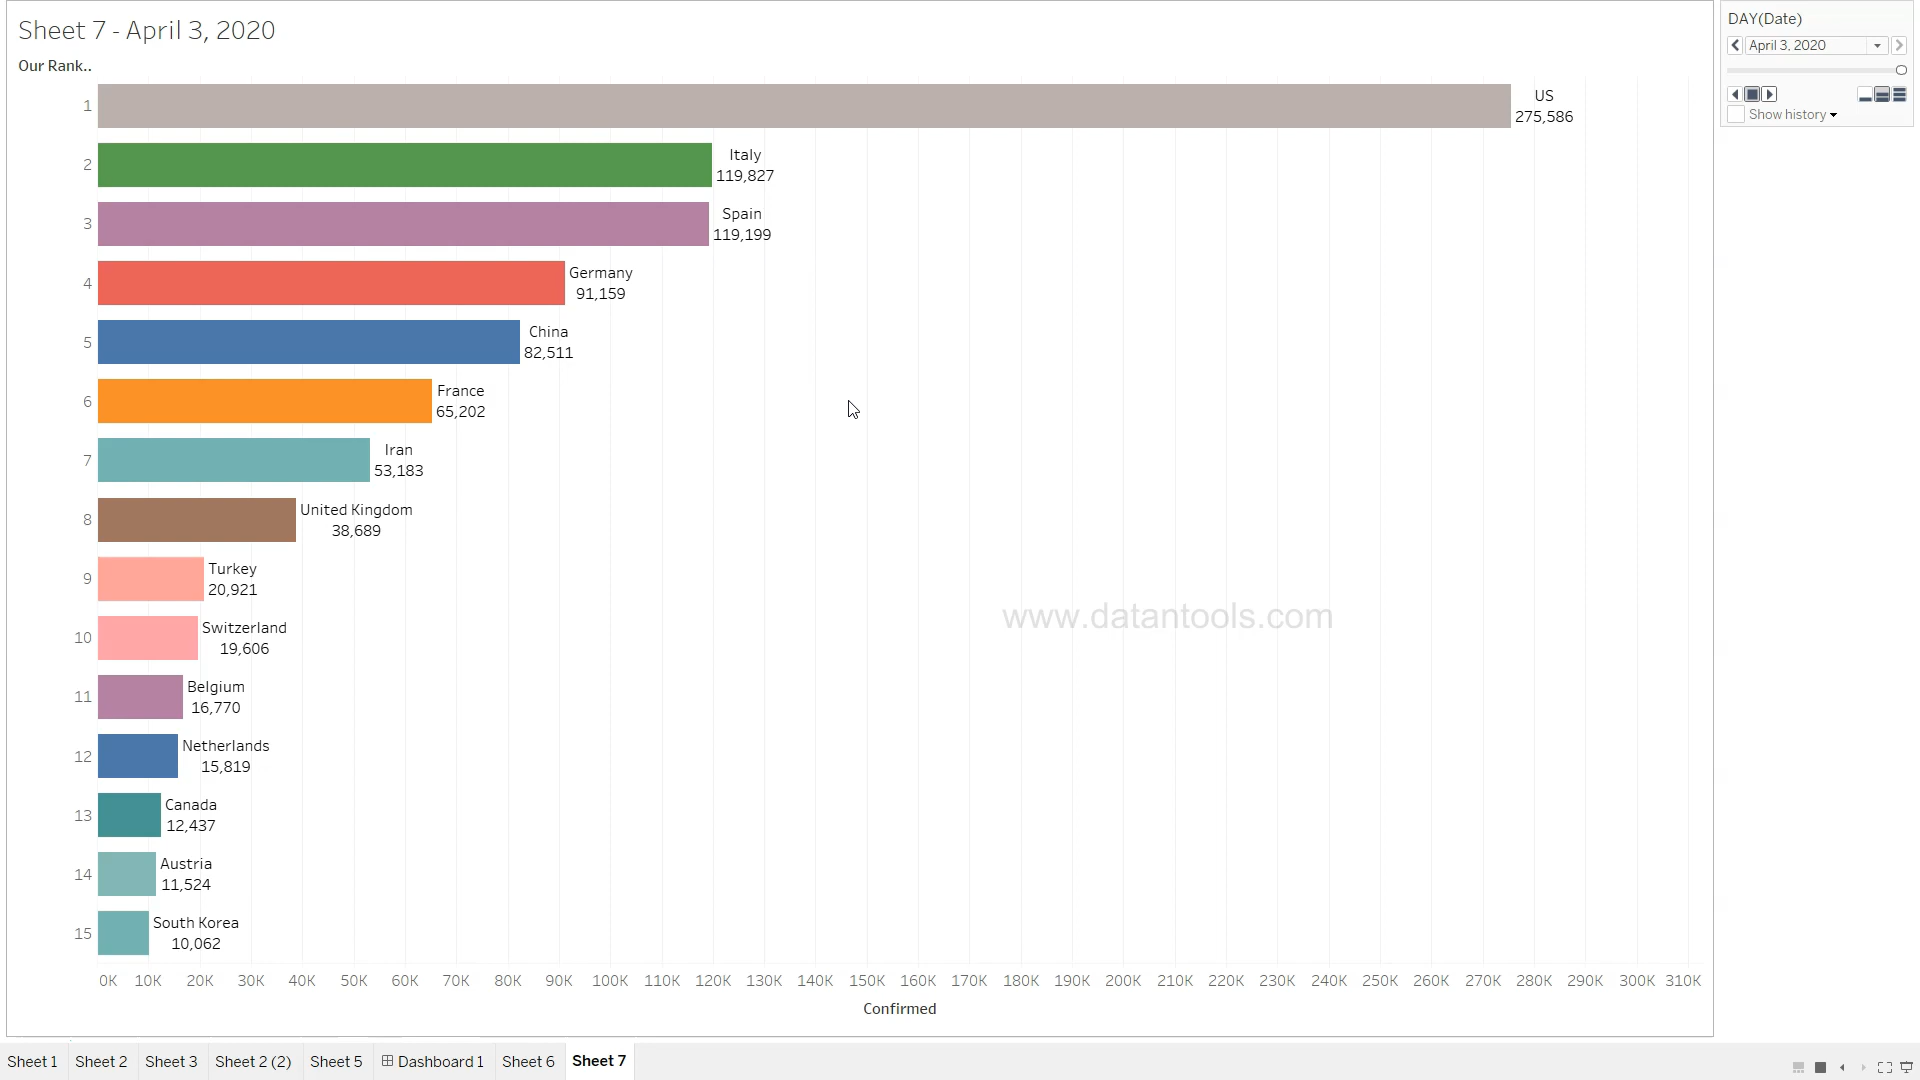 Sheet 7 - April 3, 2020
Our Rank..
1
US
275,586
2
Italy
119,827
3
Spain
119,199
4
Germany
91,159
5
China
82,511
6
France
65,202
7
Iran
53,183
8
United Kingdom
38,689
9
Turkey
20,921
10
Switzerland
19,606
11
Belgium
16,770
12
Netherlands
15,819
13
Canada
12,437
14
Austria
11,524
15
South Korea
10,062
0K 10K 20K 30K 40K 50K 60K 70K 80K 90K 100K 110K 120K 130K 140K 150K 160K 170K 180K 190K 200K 210K 220K 230K 240K 250K 260K 270K 280K 290K 300K 310K
Confirmed
www.datantools.com
DAY(Date)
April 3, 2020
Show history
Sheet 1 Sheet 2 Sheet 3 Sheet 2 (2) Sheet 5 Dashboard 1 Sheet 6 Sheet 7